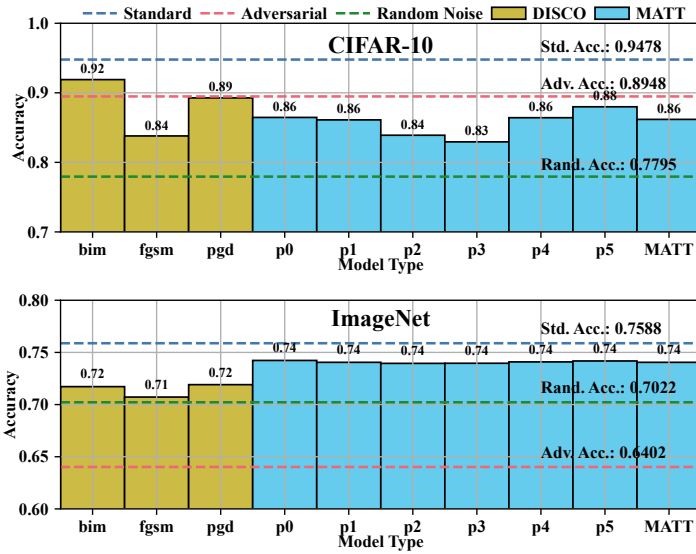 Standard Adversarial Random Noise DISCO MATT
CIFAR-10
Accuracy
1.0
0.9
0.8
0.7
Std. Acc.: 0.9478
Adv. Acc.: 0.8948
Rand. Acc.: 0.7795
0.92 0.84 0.89 0.86 0.86 0.84 0.83 0.86 0.88 0.86
bim fgsm pgd p0 p1 p2 p3 p4 p5 MATT
Model Type
ImageNet
Accuracy
0.80
0.75
0.70
0.65
0.60
Std. Acc.: 0.7588
Rand. Acc.: 0.7022
Adv. Acc.: 0.6402
0.72 0.71 0.72 0.74 0.74 0.74 0.74 0.74 0.74 0.74
bim fgsm pgd p0 p1 p2 p3 p4 p5 MATT
Model Type